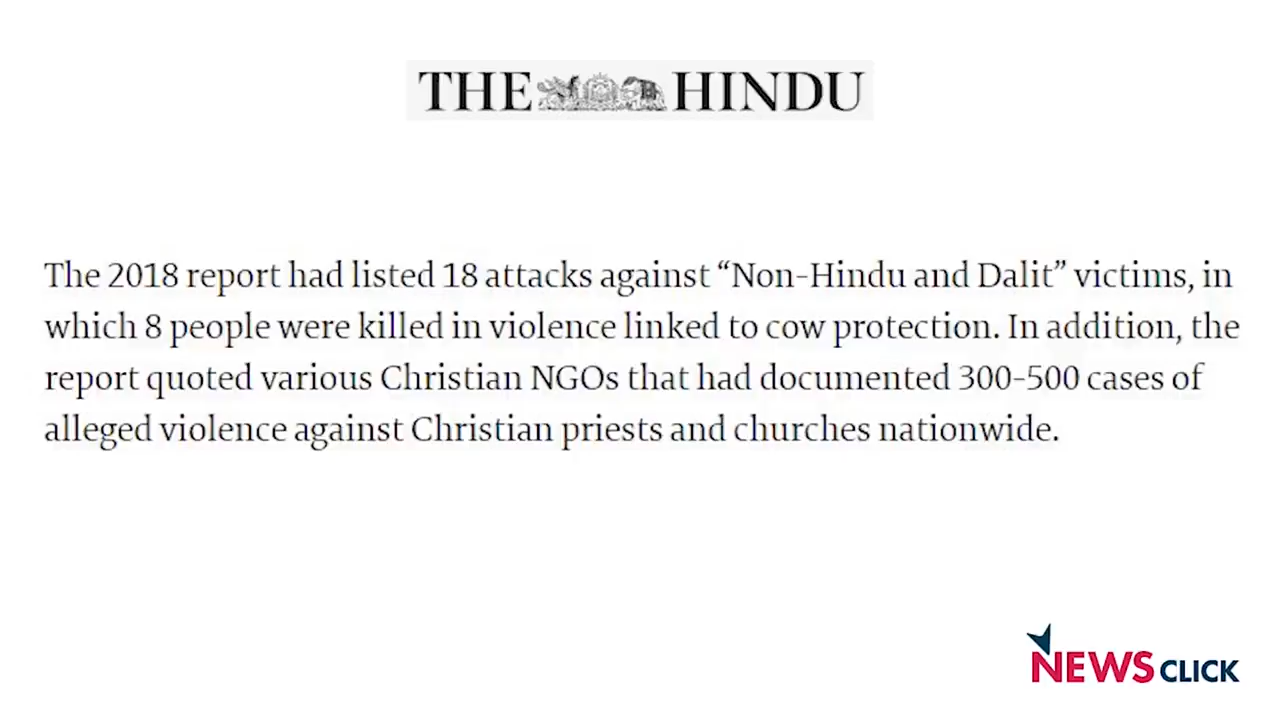 THE HINDU
The 2018 report had listed 18 attacks against “Non-Hindu and Dalit” victims, in
which 8 people were killed in violence linked to cow protection. In addition, the
report quoted various Christian NGOs that had documented 300-500 cases of
alleged violence against Christian priests and churches nationwide.
NEWS CLICK